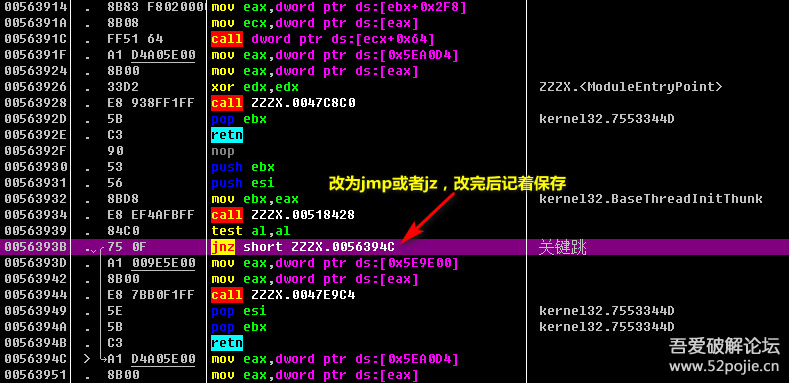 00563914 . 8B83 F8020000 mov eax,dword ptr ds:[ebx+0x2F8]
0056391A . 8B08 mov ecx,dword ptr ds:[eax]
0056391C . FF51 64 call dword ptr ds:[ecx+0x64]
0056391F . A1 D4A05E00 mov eax,dword ptr ds:[0x5EA0D4]
00563924 . 8B00 mov eax,dword ptr ds:[eax]
00563926 . 33D2 xor edx,edx ZZZX.<ModuleEntryPoint>
00563928 . E8 938FF1FF call ZZZX.0047C8C0
0056392D . 5B pop ebx kernel32.7553344D
0056392E . C3 retn
0056392F 90 nop
00563930 . 53 push ebx
00563931 . 56 push esi
改为jmp或者jz，改完后记着保存
00563932 . 8BD8 mov ebx,eax kernel32.BaseThreadInitThunk
00563934 . E8 EF4AFBFF call ZZZX.00518428
00563939 . 84C0 test al,al
0056393B . 75 0F jnz short ZZZX.0056394C 关键跳
0056393D . A1 009E5E00 mov eax,dword ptr ds:[0x5E9E00]
00563942 . 8B00 mov eax,dword ptr ds:[eax]
00563944 . E8 7BB0F1FF call ZZZX.0047E9C4
00563949 . 5E pop esi kernel32.7553344D
0056394A . 5B pop ebx kernel32.7553344D
0056394B . C3 retn
0056394C > A1 D4A05E00 mov eax,dword ptr ds:[0x5EA0D4]
00563951 . 8B00 mov eax,dword ptr ds:[eax]
吾爱破解论坛
www.52pojie.cn